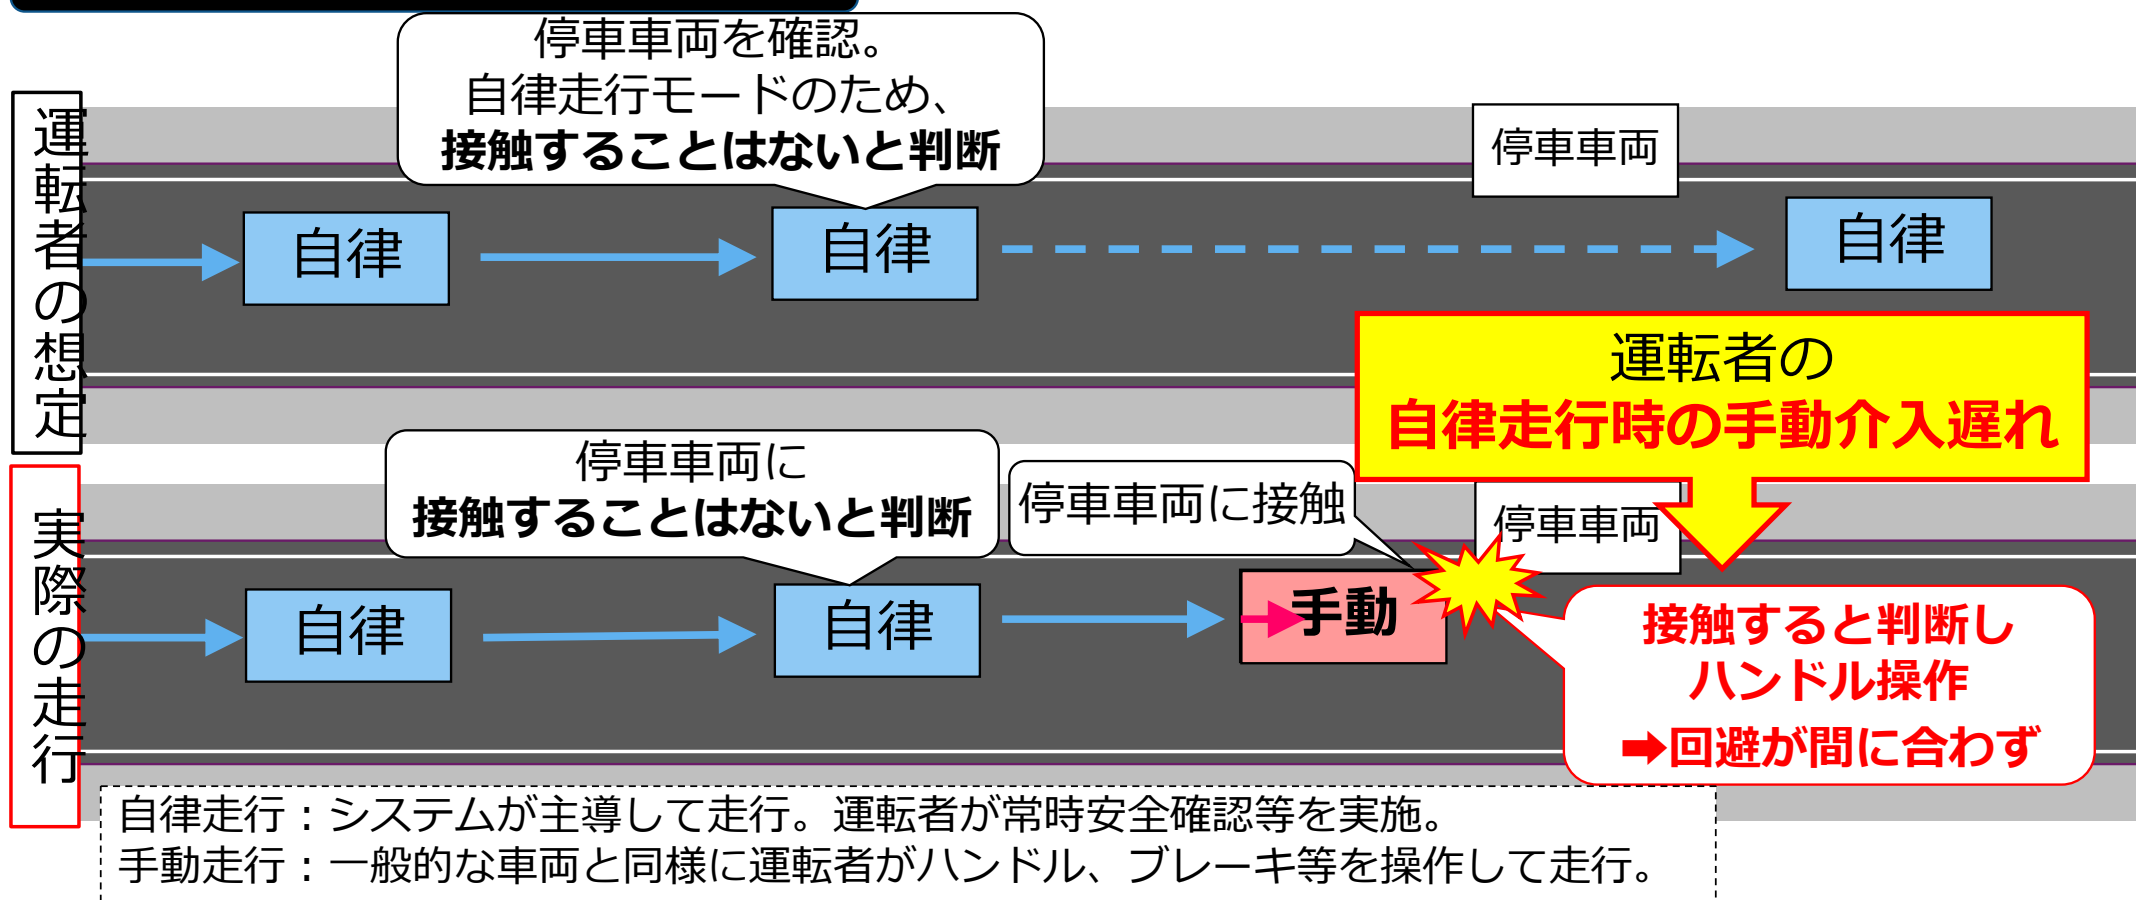 停車車両を確認。
自律走行モードのため、
接触することはないと判断
運転者の想定
停車車両
自律
自律
自律
運転者の
自律走行時の手動介入遅れ
停車車両に
接触することはないと判断
停車車両に接触
停車車両
実際の走行
自律
自律
手動
接触すると判断し
ハンドル操作
➡回避が間に合わず
自律走行：システムが主導して走行。運転者が常時安全確認等を実施。
手動走行：一般的な車両と同様に運転者がハンドル、ブレーキ等を操作して走行。